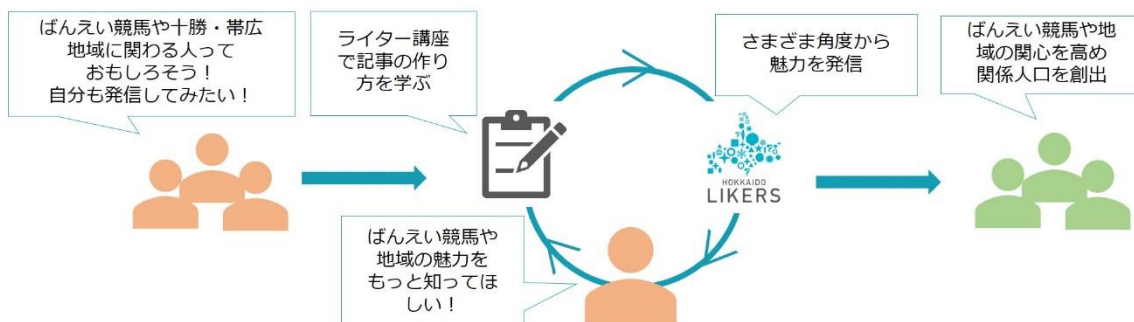 ばんえい競馬や十勝・帯広
地域に関わる人って
おもしろそう!
自分も発信してみたい!
ライター講座
で記事の作り
方を学ぶ
さまざま角度から
魅力を発信
ばんえい競馬や地
域の関心を高め
関係人口を創出
HOKKAIDO
LIKERS
ばんえい競馬や
地域の魅力を
もっと知ってほ
しい!